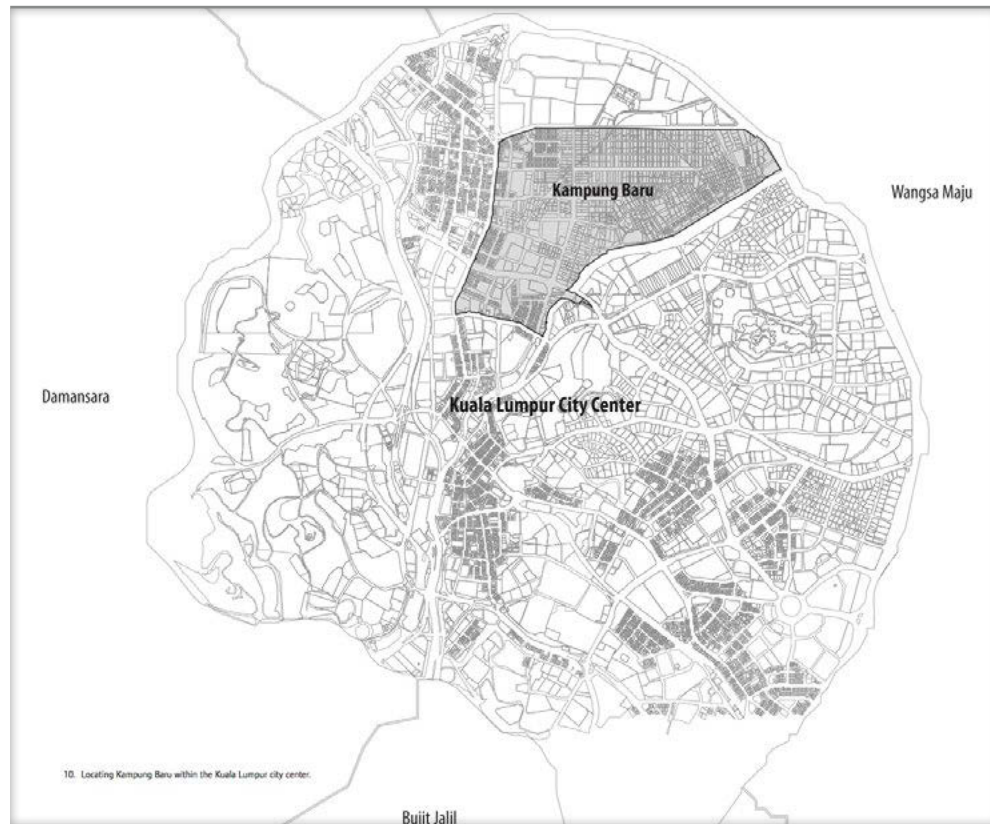 Kampung Baru
Wangsa Maju
Damansara
Kuala Lumpur City Center
10. Locating Kampung Baru within the Kuala Lumpur city center.
Bujit Jalil